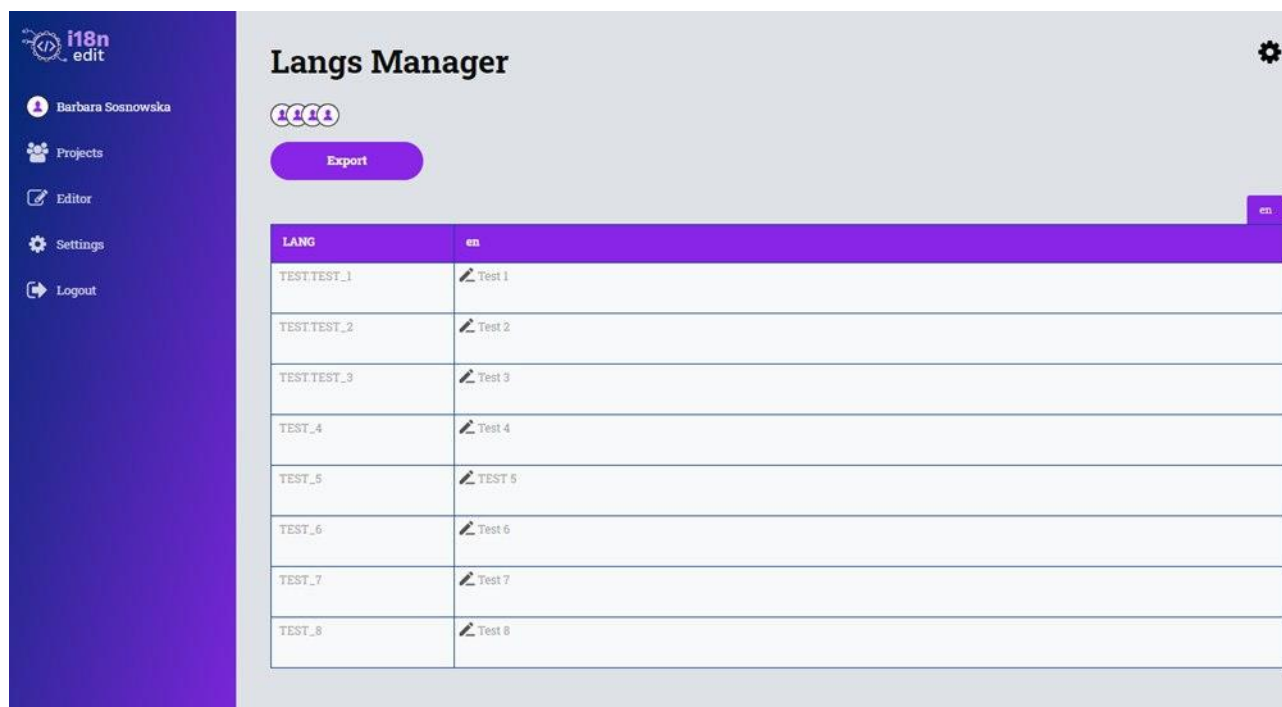 i18n
edit
Barbara Sosnowska
Projects
Editor
Settings
Logout
Langs Manager
Export
en
LANG en
TEST.TEST_1 Test 1
TEST.TEST_2 Test 2
TEST.TEST_3 Test 3
TEST_4 Test 4
TEST_5 TEST 5
TEST_6 Test 6
TEST_7 Test 7
TEST_8 Test 8